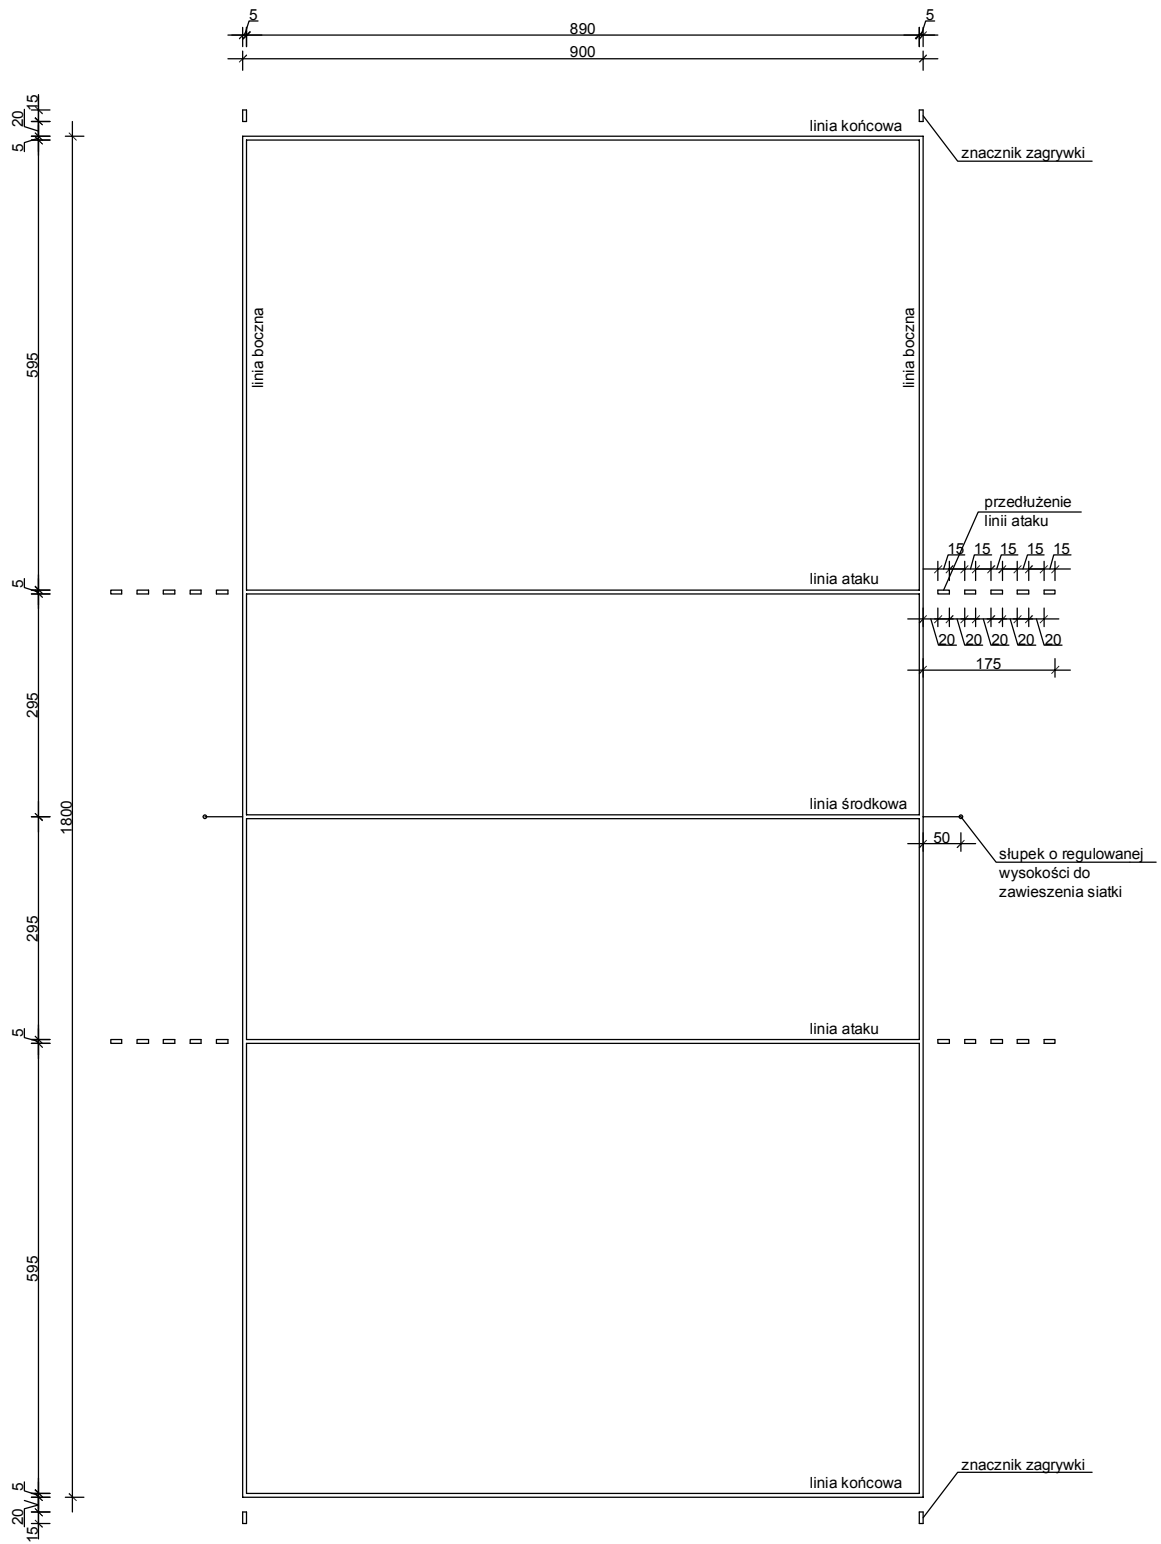 5
5
890
900
15
20
5
linia końcowa
znacznik zagrywki
595
linia boczna
linia boczna
przedłużenie
linii ataku
15 15 15 15 15
5
linia ataku
20 20 20 20 20
175
295
1800
linia środkowa
50
słupek o regulowanej
wysokości do
zawieszenia siatki
295
5
linia ataku
595
znacznik zagrywki
linia końcowa
5
20
15